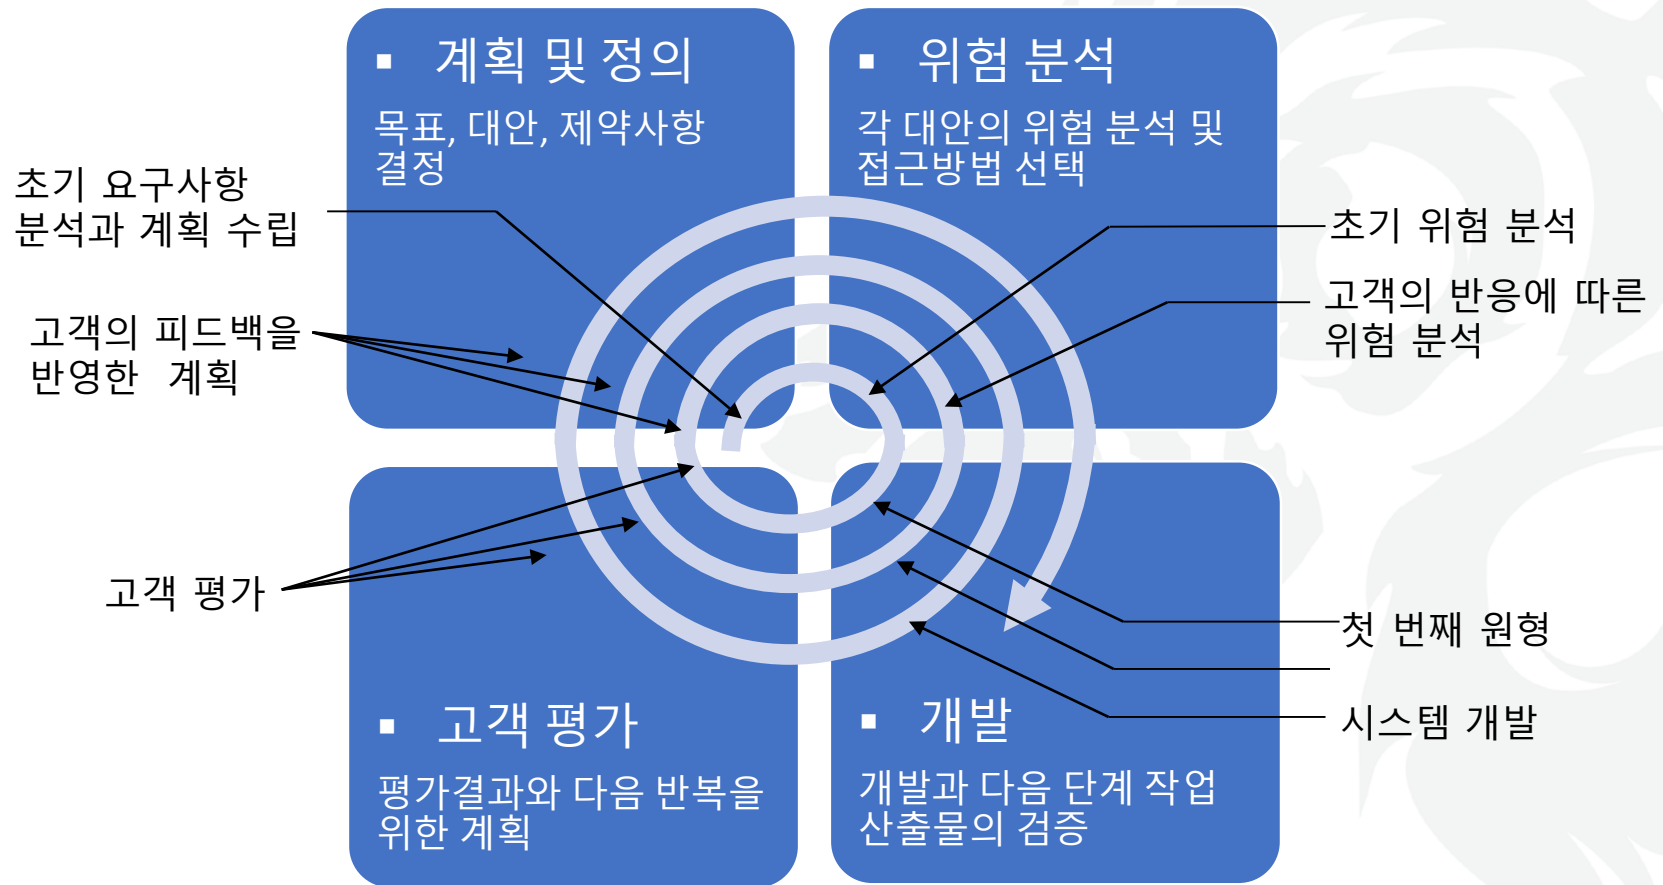 ▪ 계획 및 정의
목표, 대안, 제약사항
결정
▪ 위험 분석
각 대안의 위험 분석 및
접근방법 선택
초기 요구사항
분석과 계획 수립
고객의 피드백을
반영한 계획
고객 평가
초기 위험 분석
고객의 반응에 따른
위험 분석
첫 번째 원형
시스템 개발
▪ 고객 평가
평가결과와 다음 반복을
위한 계획
▪ 개발
개발과 다음 단계 작업
산출물의 검증